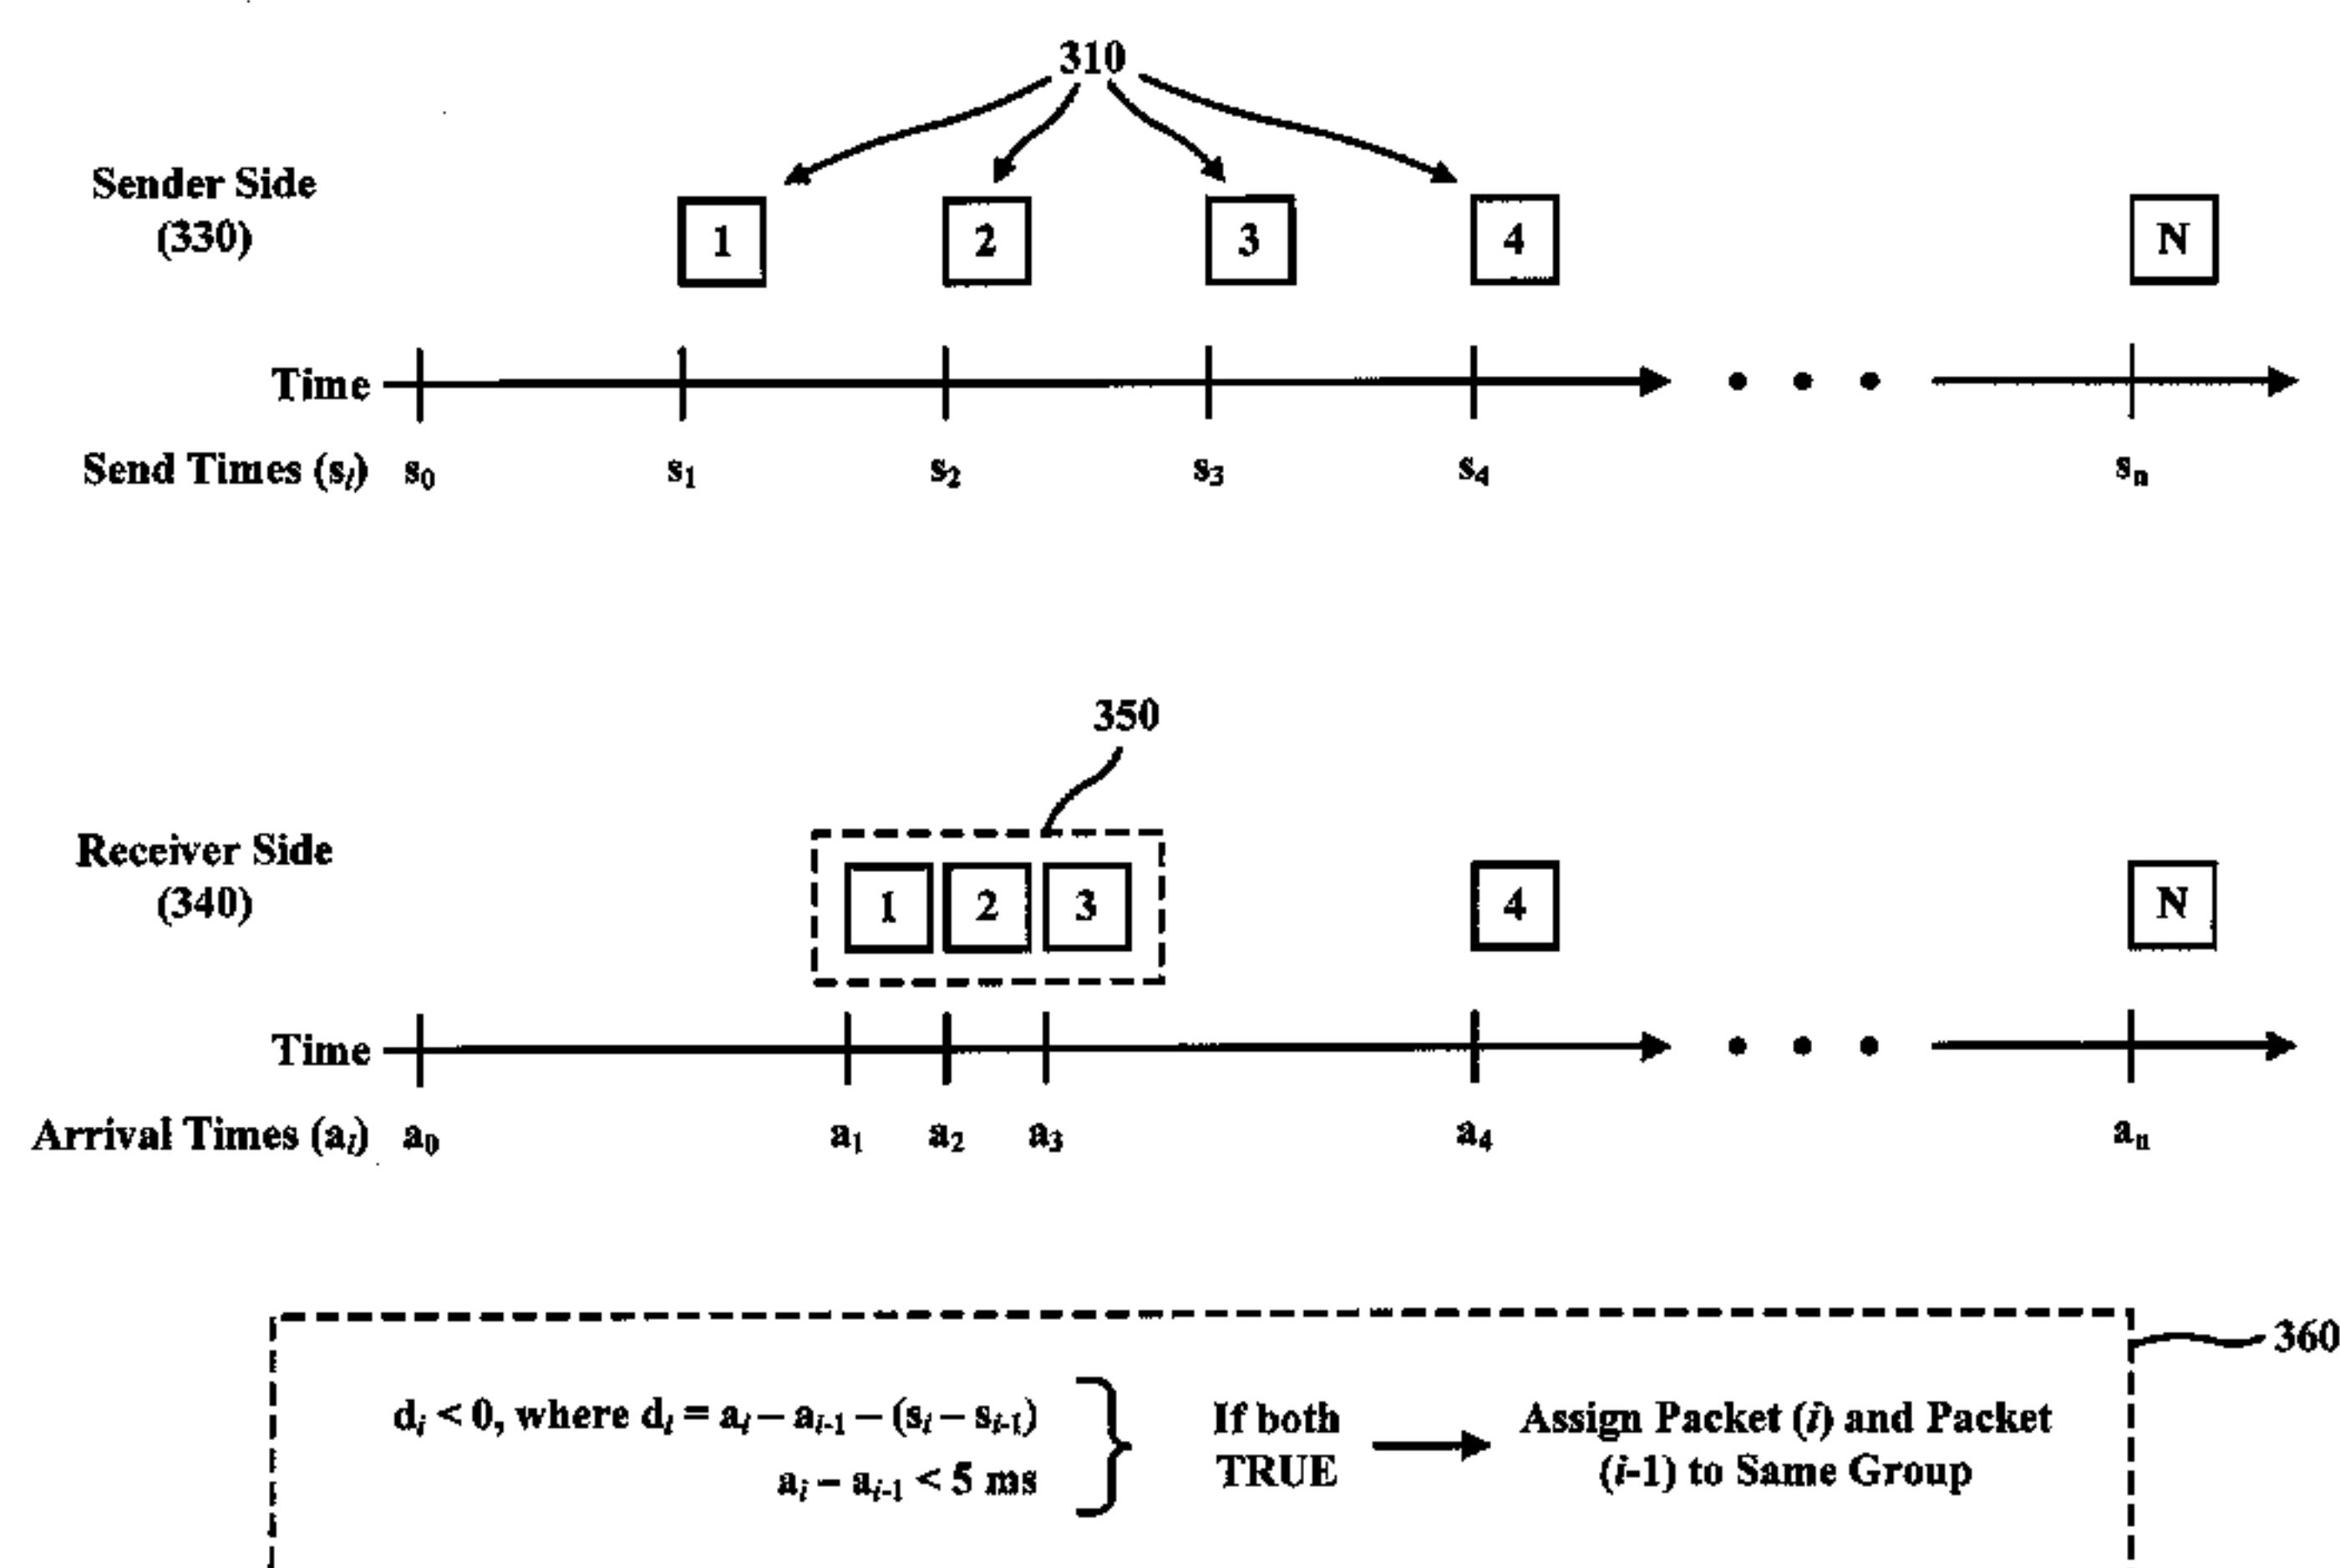 310
Sender Side
(330)
1 2 3 4 N
Time
Send Times (sᵢ) s₀ s₁ s₂ s₃ s₄ sₙ
350
Receiver Side
(340)
1 2 3 4 N
Time
Arrival Times (aᵢ) a₀ a₁ a₂ a₃ a₄ aₙ
360
dᵢ < 0, where dᵢ = aᵢ – aᵢ₋₁ – (sᵢ – sᵢ₋₁)
aᵢ – aᵢ₋₁ < 5 ms
If both
TRUE
Assign Packet (i) and Packet
(i-1) to Same Group